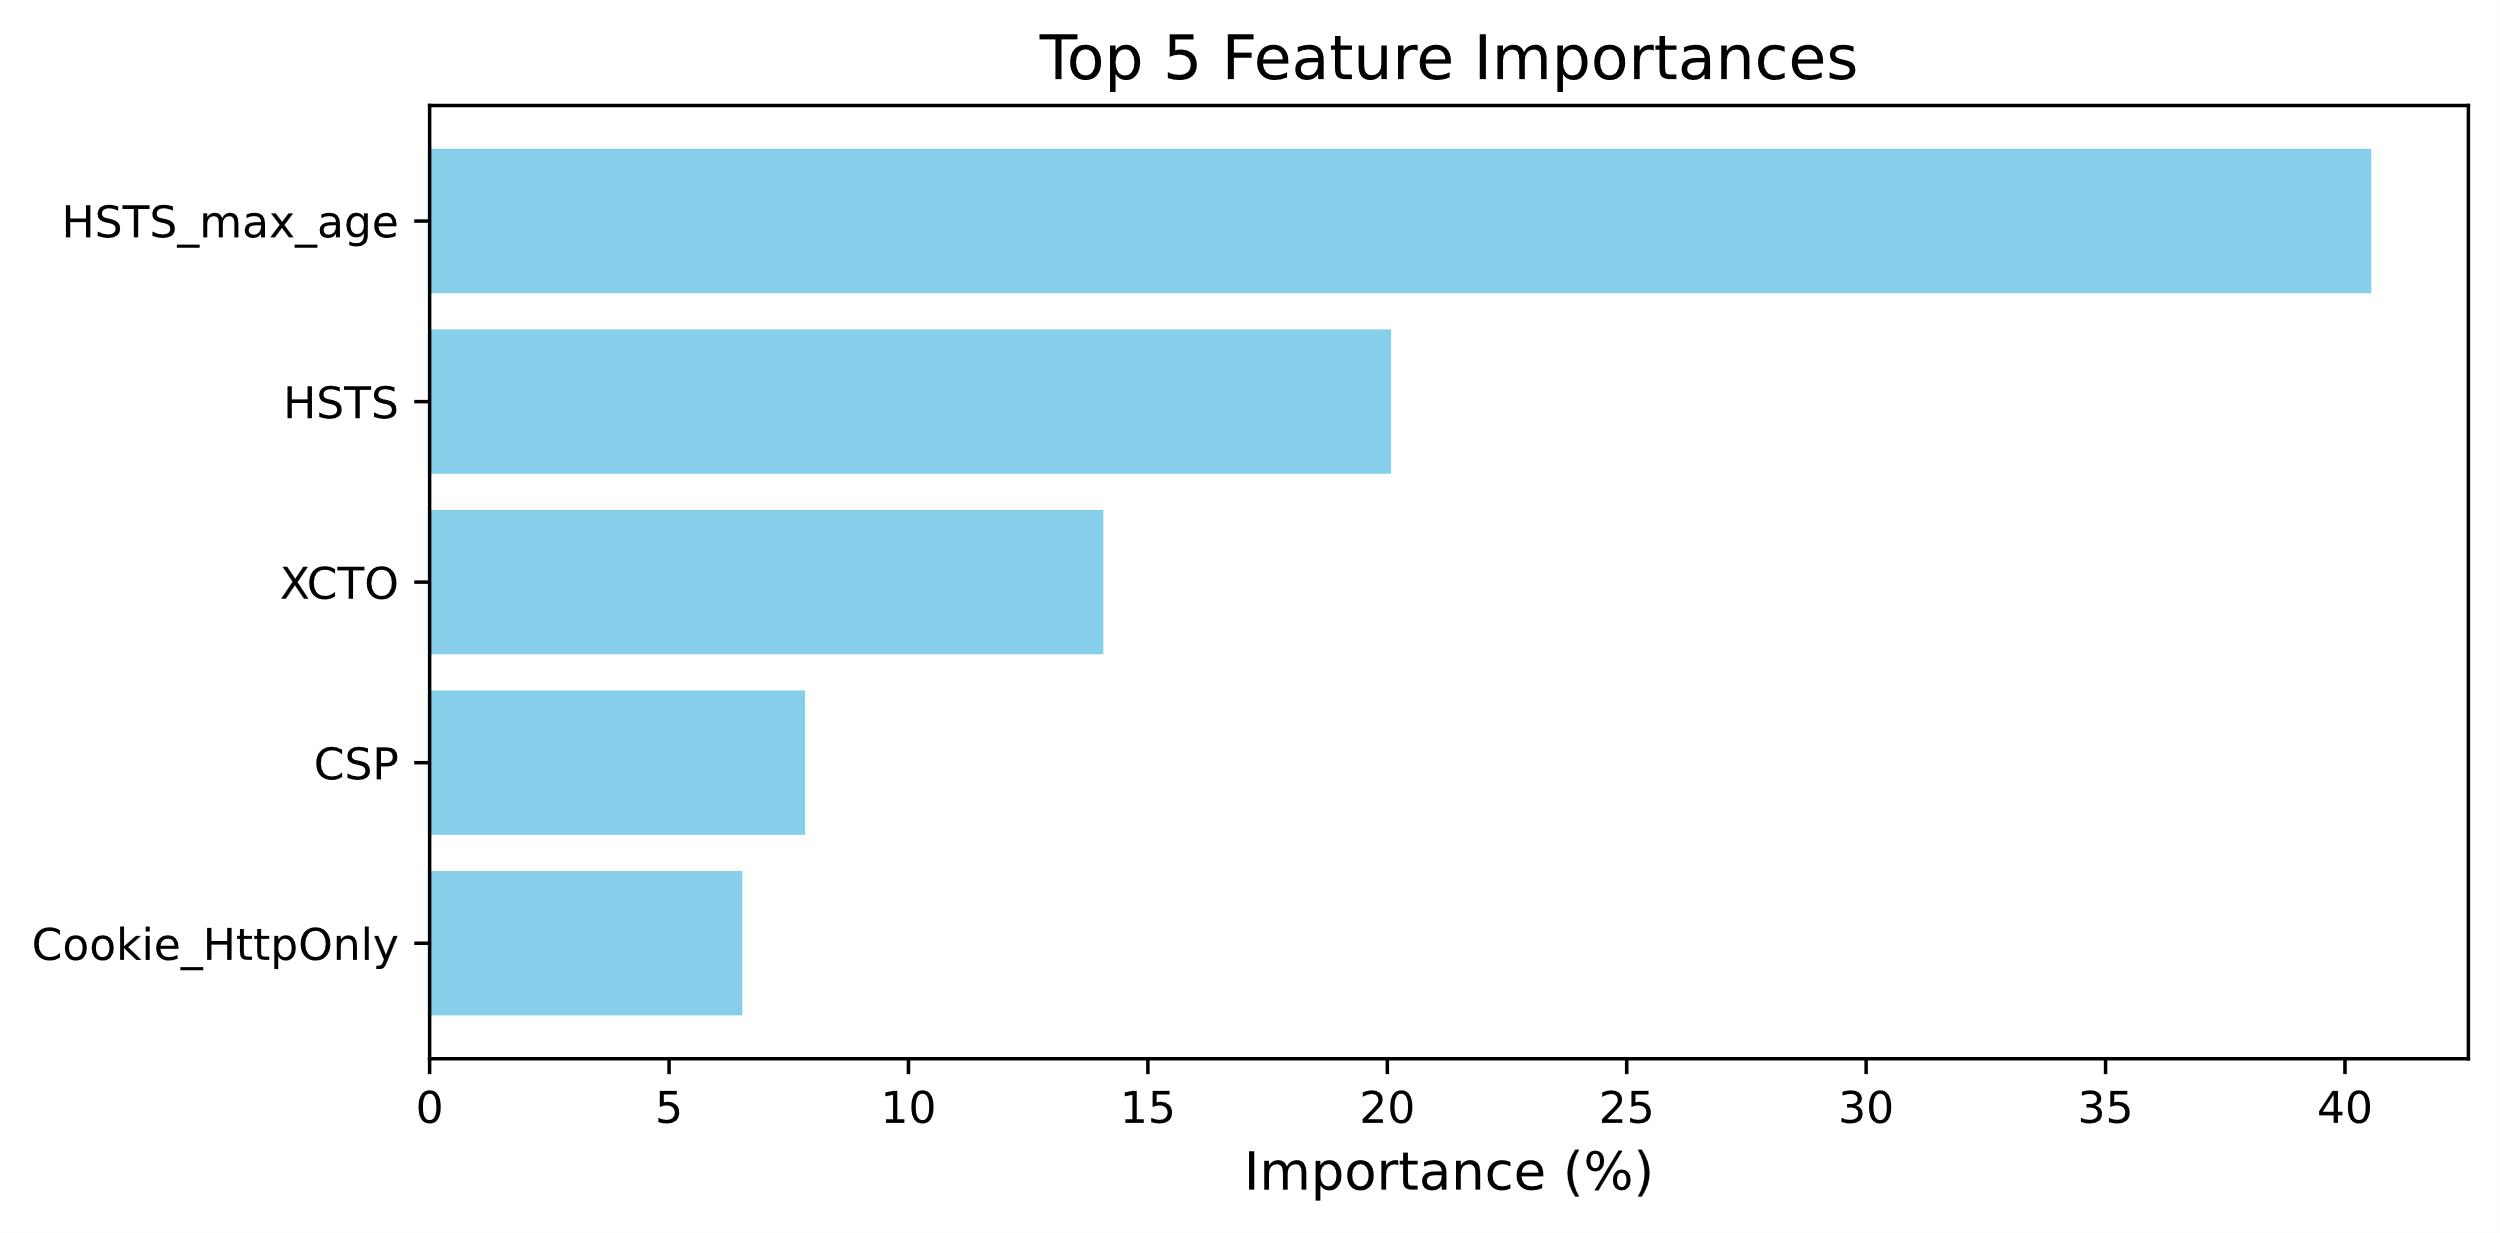 Top 5 Feature Importances
HSTS_max_age
HSTS
XCTO
CSP
Cookie_HttpOnly
0 5 10 15 20 25 30 35 40
Importance (%)